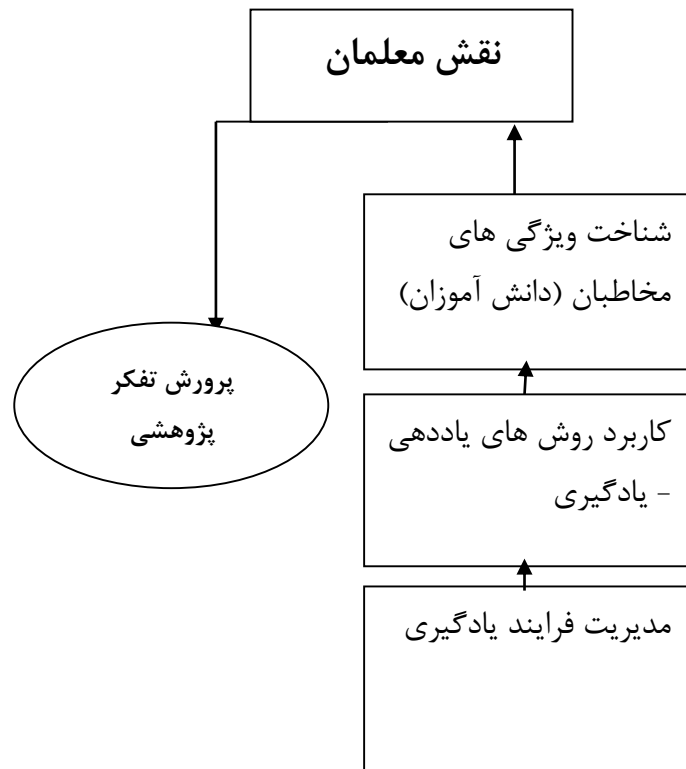 نقش معلمان
شناخت ویژگی های
مخاطبان (دانش آموزان)
پرورش تفکر
پژوهشی
کاربرد روش های یاددهی
- یادگیری
مدیریت فرایند یادگیری